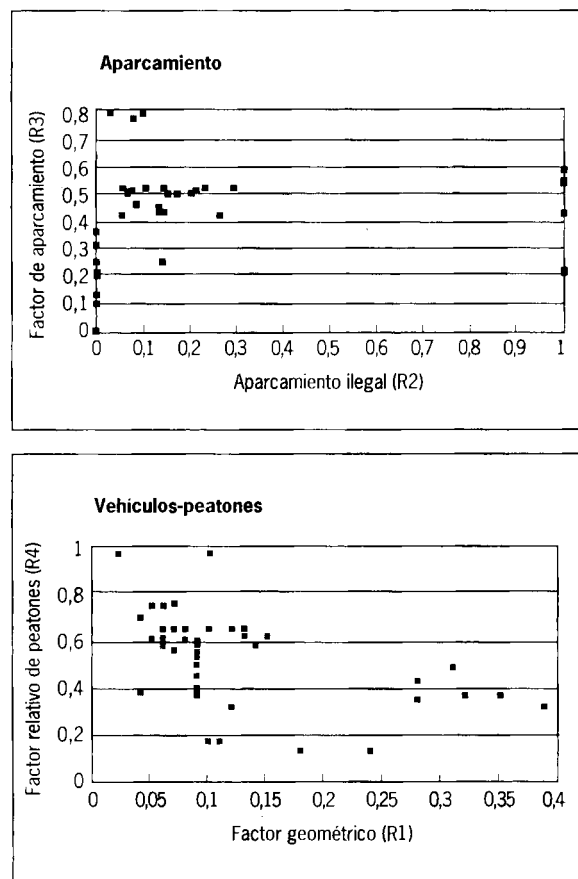 Aparcamiento
Factor de aparcamiento (R3)
0,8
0,7
0,6
0,5
0,4
0,3
0,2
0,1
0
0 0,1 0,2 0,3 0,4 0,5 0,6 0,7 0,8 0,9 1
Aparcamiento ilegal (R2)
Vehículos-peatones
Factor relativo de peatones (R4)
1
0,8
0,6
0,4
0,2
0
0 0,05 0,1 0,15 0,2 0,25 0,3 0,35 0,4
Factor geométrico (R1)